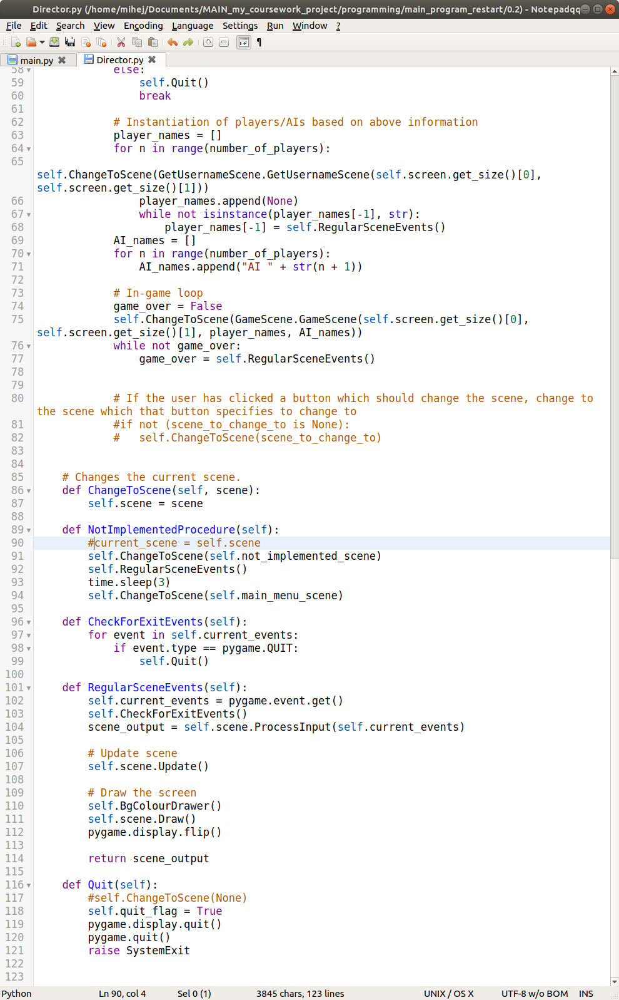 Director.py (/home/mihej/Documents/MAIN_my_coursework_project/programming/main_program_restart/0.2) - Notepadqq
File Edit Search View Encoding Language Settings Run Window ?
main.py Director.py
58 else:
59 self.Quit()
60 break
61
62 # Instantiation of players/AIs based on above information
63 player_names = []
64 for n in range(number_of_players):
65
self.ChangeToScene(GetUsernameScene.GetUsernameScene(self.screen.get_size()[0],
self.screen.get_size()[1]))
66 player_names.append(None)
67 while not isinstance(player_names[-1], str):
68 player_names[-1] = self.RegularSceneEvents()
69 AI_names = []
70 for n in range(number_of_players):
71 AI_names.append("AI " + str(n + 1))
72
73 # In-game loop
74 game_over = False
75 self.ChangeToScene(GameScene.GameScene(self.screen.get_size()[0],
self.screen.get_size()[1], player_names, AI_names))
76 while not game_over:
77 game_over = self.RegularSceneEvents()
78
79
80 # If the user has clicked a button which should change the scene, change to
the scene which that button specifies to change to
81 #if not (scene_to_change_to is None):
82 #   self.ChangeToScene(scene_to_change_to)
83
84
85 # Changes the current scene.
86 def ChangeToScene(self, scene):
87 self.scene = scene
88
89 def NotImplementedProcedure(self):
90 #current_scene = self.scene
91 self.ChangeToScene(self.not_implemented_scene)
92 self.RegularSceneEvents()
93 time.sleep(3)
94 self.ChangeToScene(self.main_menu_scene)
95
96 def CheckForExitEvents(self):
97 for event in self.current_events:
98 if event.type == pygame.QUIT:
99 self.Quit()
100
101 def RegularSceneEvents(self):
102 self.current_events = pygame.event.get()
103 self.CheckForExitEvents()
104 scene_output = self.scene.ProcessInput(self.current_events)
105
106 # Update scene
107 self.scene.Update()
108
109 # Draw the screen
110 self.BgColourDrawer()
111 self.scene.Draw()
112 pygame.display.flip()
113
114 return scene_output
115
116 def Quit(self):
117 #self.ChangeToScene(None)
118 self.quit_flag = True
119 pygame.display.quit()
120 pygame.quit()
121 raise SystemExit
122
123
Python Ln 90, col 4 Sel 0 (1) 3845 chars, 123 lines UNIX / OS X UTF-8 w/o BOM INS